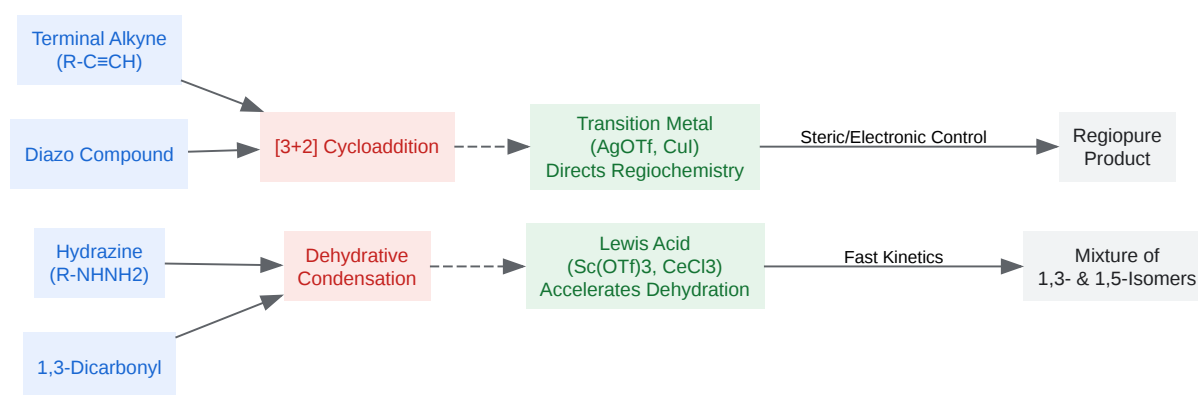 Terminal Alkyne
(R-C≡CH)
Diazo Compound
[3+2] Cycloaddition
Transition Metal
(AgOTf, CuI)
Directs Regiochemistry
Steric/Electronic Control
Regiopure
Product
Hydrazine
(R-NHNH2)
1,3-Dicarbonyl
Dehydrative
Condensation
Lewis Acid
(Sc(OTf)3, CeCl3)
Accelerates Dehydration
Fast Kinetics
Mixture of
1,3- & 1,5-Isomers